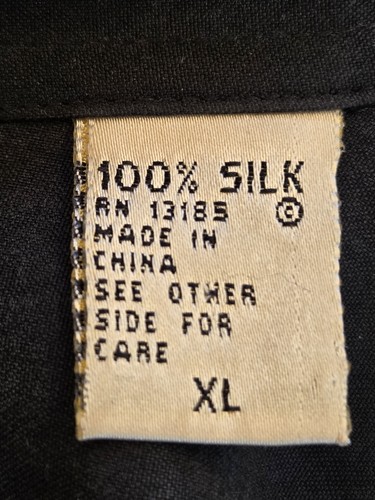 100% SILK
RN 13185 ©
MADE IN
CHINA
SEE OTHER
SIDE FOR
CARE
XL